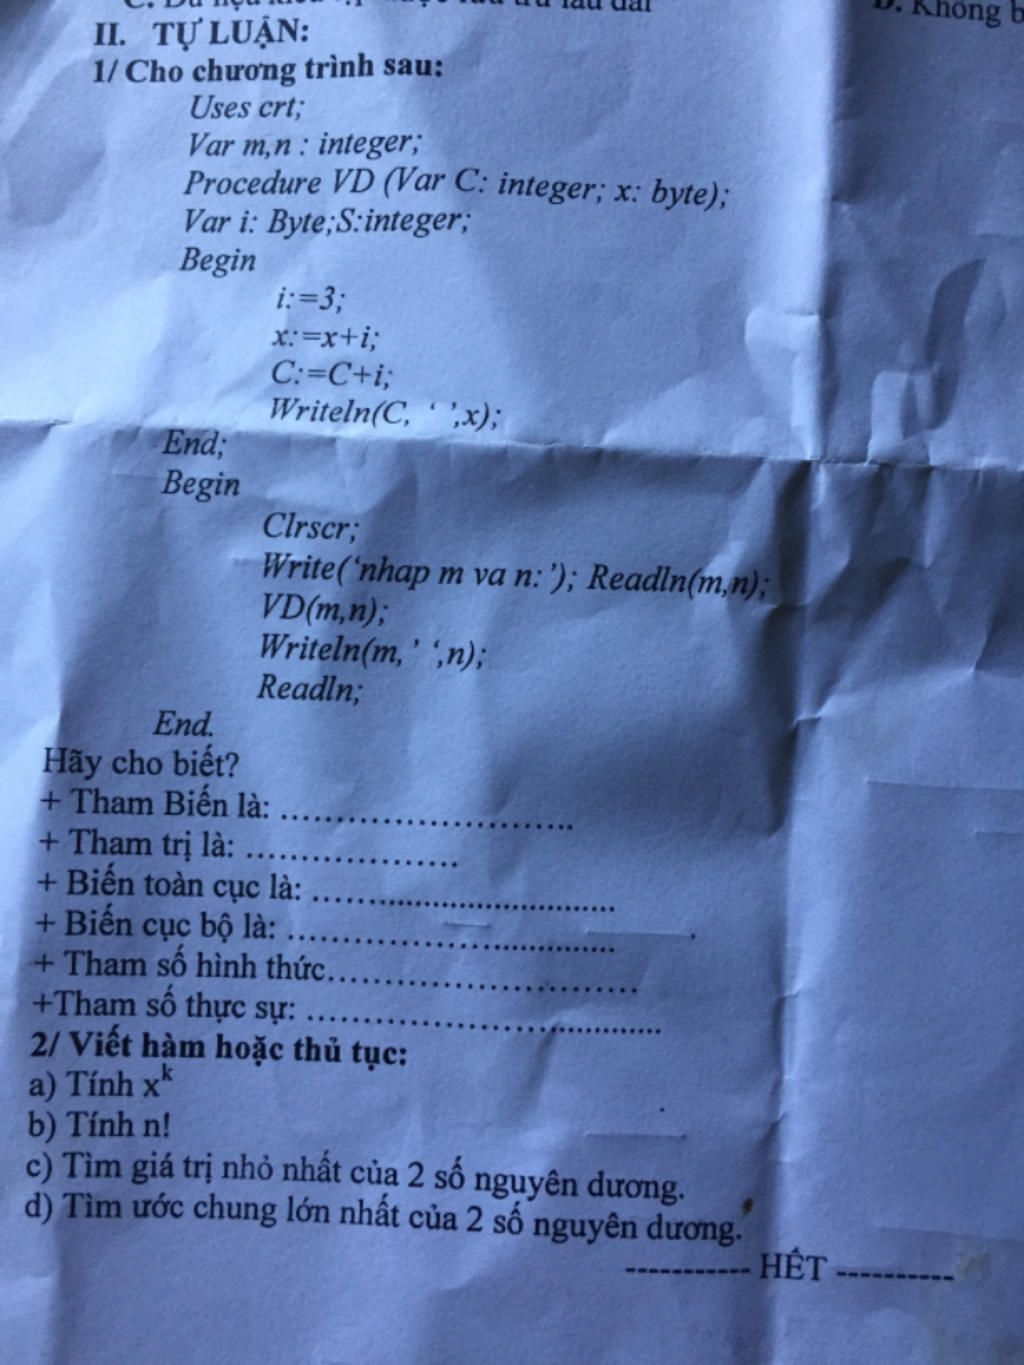 D. Không b
II. TỰ LUẬN:
1/ Cho chương trình sau:
Uses crt;
Var m,n : integer;
Procedure VD (Var C: integer; x: byte);
Var i: Byte;S:integer;
Begin
i:=3;
x:=x+i;
C:=C+i;
Writeln(C, ‘ ’,x);
End;
Begin
Clrscr;
Write(‘nhap m va n: ’); Readln(m,n);
VD(m,n);
Writeln(m, ’ ‘,n);
Readln;
End.
Hãy cho biết?
+ Tham Biến là: ..............................
+ Tham trị là: ......................
+ Biến toàn cục là: ..............................
+ Biến cục bộ là: ..............................
+ Tham số hình thức..............................
+Tham số thực sự: ..............................
2/ Viết hàm hoặc thủ tục:
a) Tính x^k
b) Tính n!
c) Tìm giá trị nhỏ nhất của 2 số nguyên dương.
d) Tìm ước chung lớn nhất của 2 số nguyên dương.
----------- HẾT ----------